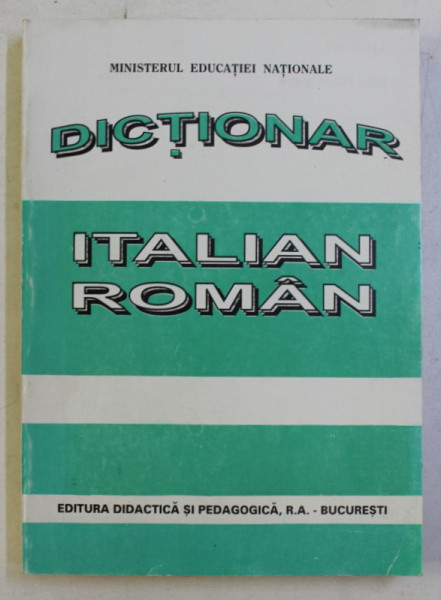 MINISTERUL EDUCAȚIEI NAȚIONALE
DICȚIONAR
ITALIAN
ROMÂN
EDITURA DIDACTICĂ ȘI PEDAGOGICĂ, R.A. - BUCUREȘTI